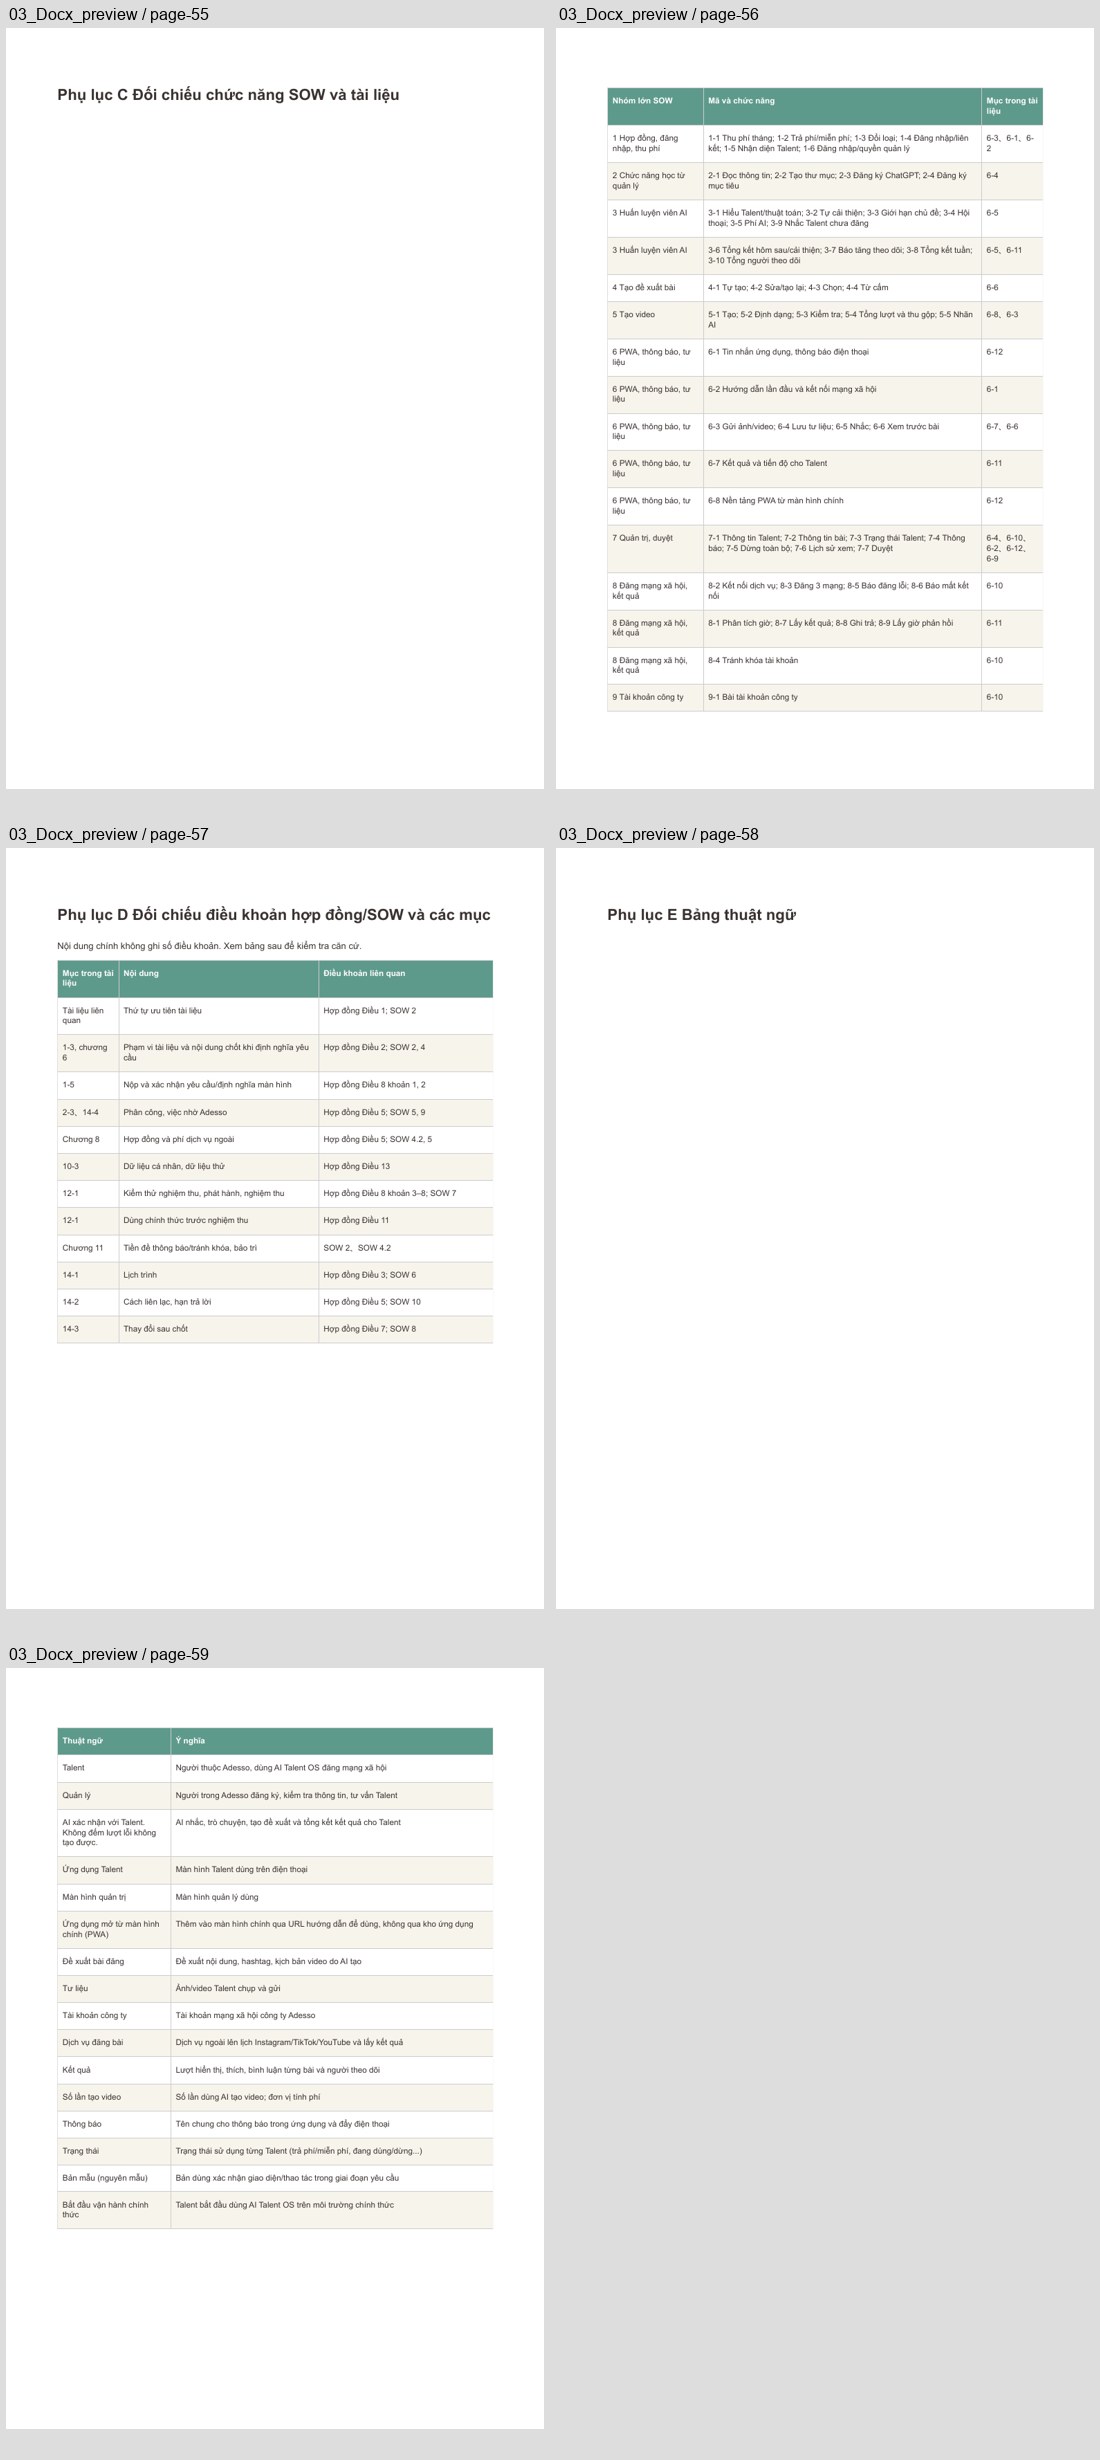 03_Docx_preview / page-55
Phụ lục C Đối chiếu chức năng SOW và tài liệu
03_Docx_preview / page-56
Nhóm lớn SOW
Mã và chức năng
Mục trong tài
liệu
1 Hợp đồng, đăng
nhập, thu phí
1-1 Thu phí tháng; 1-2 Trả phí/miễn phí; 1-3 Đổi loại; 1-4 Đăng nhập/liên
kết; 1-5 Nhận diện Talent; 1-6 Đăng nhập/quyền quản lý
6-3、6-1、6-
2
2 Chức năng học từ
quản lý
2-1 Đọc thông tin; 2-2 Tạo thư mục; 2-3 Đăng ký ChatGPT; 2-4 Đăng ký
mục tiêu
6-4
3 Huấn luyện viên AI
3-1 Hiểu Talent/thuật toán; 3-2 Tự cải thiện; 3-3 Giới hạn chủ đề; 3-4 Hội
thoại; 3-5 Phí AI; 3-9 Nhắc Talent chưa đăng
6-5
3 Huấn luyện viên AI
3-6 Tổng kết hôm sau/cải thiện; 3-7 Báo tăng theo dõi; 3-8 Tổng kết tuần;
3-10 Tổng người theo dõi
6-5、6-11
4 Tạo đề xuất bài
4-1 Tự tạo; 4-2 Sửa/tạo lại; 4-3 Chọn; 4-4 Từ cấm
6-6
5 Tạo video
5-1 Tạo; 5-2 Định dạng; 5-3 Kiểm tra; 5-4 Tổng lượt và thu gộp; 5-5 Nhãn
AI
6-8、6-3
6 PWA, thông báo, tư
liệu
6-1 Tin nhắn ứng dụng, thông báo điện thoại
6-12
6 PWA, thông báo, tư
liệu
6-2 Hướng dẫn lần đầu và kết nối mạng xã hội
6-1
6 PWA, thông báo, tư
liệu
6-3 Gửi ảnh/video; 6-4 Lưu tư liệu; 6-5 Nhắc; 6-6 Xem trước bài
6-7、6-6
6 PWA, thông báo, tư
liệu
6-7 Kết quả và tiến độ cho Talent
6-11
6 PWA, thông báo, tư
liệu
6-8 Nền tảng PWA từ màn hình chính
6-12
7 Quản trị, duyệt
7-1 Thông tin Talent; 7-2 Thông tin bài; 7-3 Trạng thái Talent; 7-4 Thông
báo; 7-5 Dừng toàn bộ; 7-6 Lịch sử xem; 7-7 Duyệt
6-4、6-10、
6-2、6-12、
6-9
8 Đăng mạng xã hội,
kết quả
8-2 Kết nối dịch vụ; 8-3 Đăng 3 mạng; 8-5 Báo đăng lỗi; 8-6 Báo mất kết
nối
6-10
8 Đăng mạng xã hội,
kết quả
8-1 Phân tích giờ; 8-7 Lấy kết quả; 8-8 Ghi trả; 8-9 Lấy giờ phản hồi
6-11
8 Đăng mạng xã hội,
kết quả
8-4 Tránh khóa tài khoản
6-10
9 Tài khoản công ty
9-1 Bài tài khoản công ty
6-10
03_Docx_preview / page-57
Phụ lục D Đối chiếu điều khoản hợp đồng/SOW và các mục
Nội dung chính không ghi số điều khoản. Xem bảng sau để kiểm tra căn cứ.
Mục trong tài
liệu
Nội dung
Điều khoản liên quan
Tài liệu liên
quan
Thứ tự ưu tiên tài liệu
Hợp đồng Điều 1; SOW 2
1-3, chương
6
Phạm vi tài liệu và nội dung chốt khi định nghĩa yêu
cầu
Hợp đồng Điều 2; SOW 2, 4
1-5
Nộp và xác nhận yêu cầu/định nghĩa màn hình
Hợp đồng Điều 8 khoản 1, 2
2-3、14-4
Phân công, việc nhờ Adesso
Hợp đồng Điều 5; SOW 5, 9
Chương 8
Hợp đồng và phí dịch vụ ngoài
Hợp đồng Điều 5; SOW 4.2, 5
10-3
Dữ liệu cá nhân, dữ liệu thử
Hợp đồng Điều 13
12-1
Kiểm thử nghiệm thu, phát hành, nghiệm thu
Hợp đồng Điều 8 khoản 3–8; SOW 7
12-1
Dùng chính thức trước nghiệm thu
Hợp đồng Điều 11
Chương 11
Tiền đề thông báo/tránh khóa, bảo trì
SOW 2、SOW 4.2
14-1
Lịch trình
Hợp đồng Điều 3; SOW 6
14-2
Cách liên lạc, hạn trả lời
Hợp đồng Điều 5; SOW 10
14-3
Thay đổi sau chốt
Hợp đồng Điều 7; SOW 8
03_Docx_preview / page-58
Phụ lục E Bảng thuật ngữ
03_Docx_preview / page-59
Thuật ngữ
Ý nghĩa
Talent
Người thuộc Adesso, dùng AI Talent OS đăng mạng xã hội
Quản lý
Người trong Adesso đăng ký, kiểm tra thông tin, tư vấn Talent
AI xác nhận với Talent.
Không đếm lượt lỗi không
tạo được.
AI nhắc, trò chuyện, tạo đề xuất và tổng kết kết quả cho Talent
Ứng dụng Talent
Màn hình Talent dùng trên điện thoại
Màn hình quản trị
Màn hình quản lý dùng
Ứng dụng mở từ màn hình
chính (PWA)
Thêm vào màn hình chính qua URL hướng dẫn để dùng, không qua kho ứng dụng
Đề xuất bài đăng
Đề xuất nội dung, hashtag, kịch bản video do AI tạo
Tư liệu
Ảnh/video Talent chụp và gửi
Tài khoản công ty
Tài khoản mạng xã hội công ty Adesso
Dịch vụ đăng bài
Dịch vụ ngoài lên lịch Instagram/TikTok/YouTube và lấy kết quả
Kết quả
Lượt hiển thị, thích, bình luận từng bài và người theo dõi
Số lần tạo video
Số lần dùng AI tạo video; đơn vị tính phí
Thông báo
Tên chung cho thông báo trong ứng dụng và đẩy điện thoại
Trạng thái
Trạng thái sử dụng từng Talent (trả phí/miễn phí, đang dùng/dừng...)
Bản mẫu (nguyên mẫu)
Bản dùng xác nhận giao diện/thao tác trong giai đoạn yêu cầu
Bắt đầu vận hành chính
thức
Talent bắt đầu dùng AI Talent OS trên môi trường chính thức